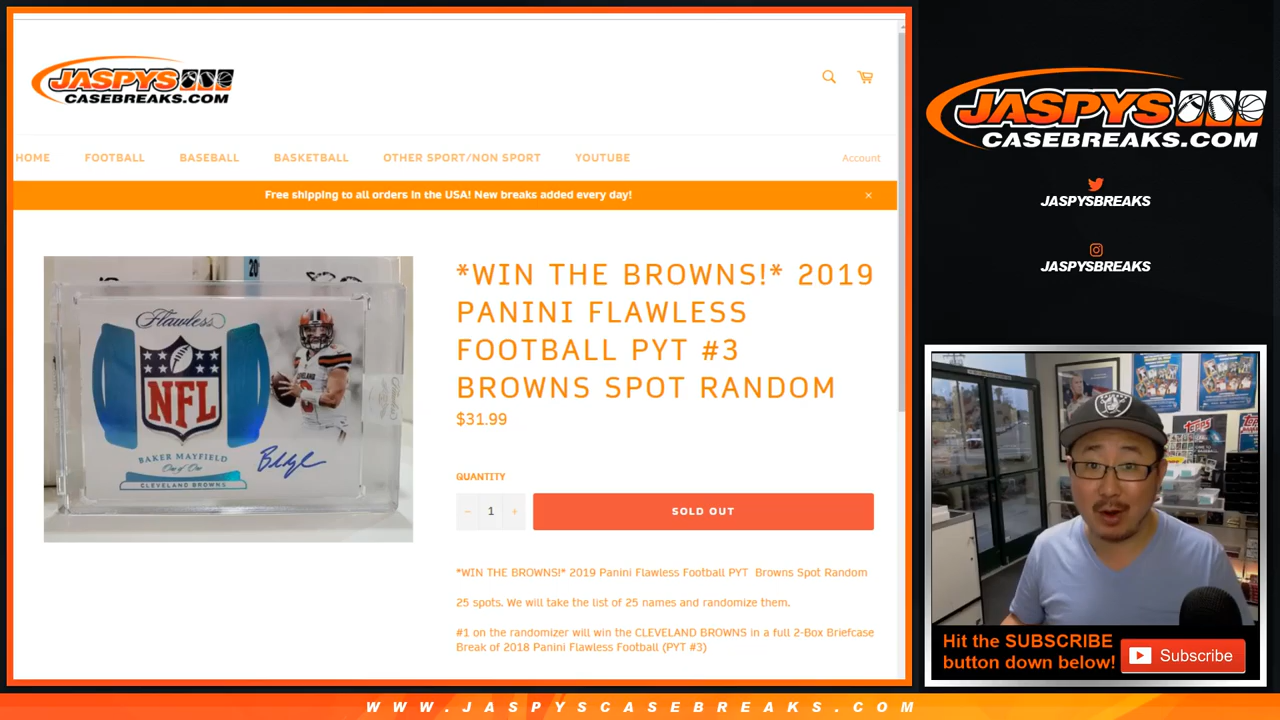 JASPYS
CASEBREAKS.COM
HOME FOOTBALL BASEBALL BASKETBALL OTHER SPORT/NON SPORT YOUTUBE Account
Free shipping to all orders in the USA! New breaks added every day! ×
20
Flawless
NFL
BAKER MAYFIELD
One of One
CLEVELAND BROWNS
*WIN THE BROWNS!* 2019
PANINI FLAWLESS
FOOTBALL PYT #3
BROWNS SPOT RANDOM
$31.99
QUANTITY
− 1 +
SOLD OUT
*WIN THE BROWNS!* 2019 Panini Flawless Football PYT Browns Spot Random
25 spots. We will take the list of 25 names and randomize them.
#1 on the randomizer will win the CLEVELAND BROWNS in a full 2-Box Briefcase
Break of 2018 Panini Flawless Football (PYT #3)
JASPYS
CASEBREAKS.COM
JASPYSBREAKS
JASPYSBREAKS
Topps
Hit the SUBSCRIBE
button down below!
Subscribe
WWW.JASPYSCASEBREAKS.COM